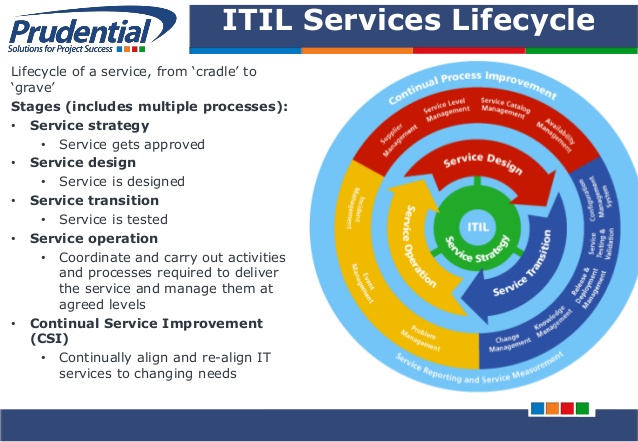 Prudential
Solutions for Project Success
ITIL Services Lifecycle
Lifecycle of a service, from ‘cradle’ to
‘grave’
Stages (includes multiple processes):
• Service strategy
• Service gets approved
• Service design
• Service is designed
• Service transition
• Service is tested
• Service operation
• Coordinate and carry out activities
and processes required to deliver
the service and manage them at
agreed levels
• Continual Service Improvement
(CSI)
• Continually align and re-align IT
services to changing needs
Continual Process Improvement
Supplier
Management
Service Level
Management
Service Catalog
Management
Availability
Management
Service Design
Configuration
Management
System
Service
Testing &
Validation
Release &
Deployment
Management
Knowledge
Management
Change
Management
Service Transition
Incident
Management
Event
Management
Problem
Management
Service Operation
ITIL
Service Strategy
Service Reporting and Service Measurement